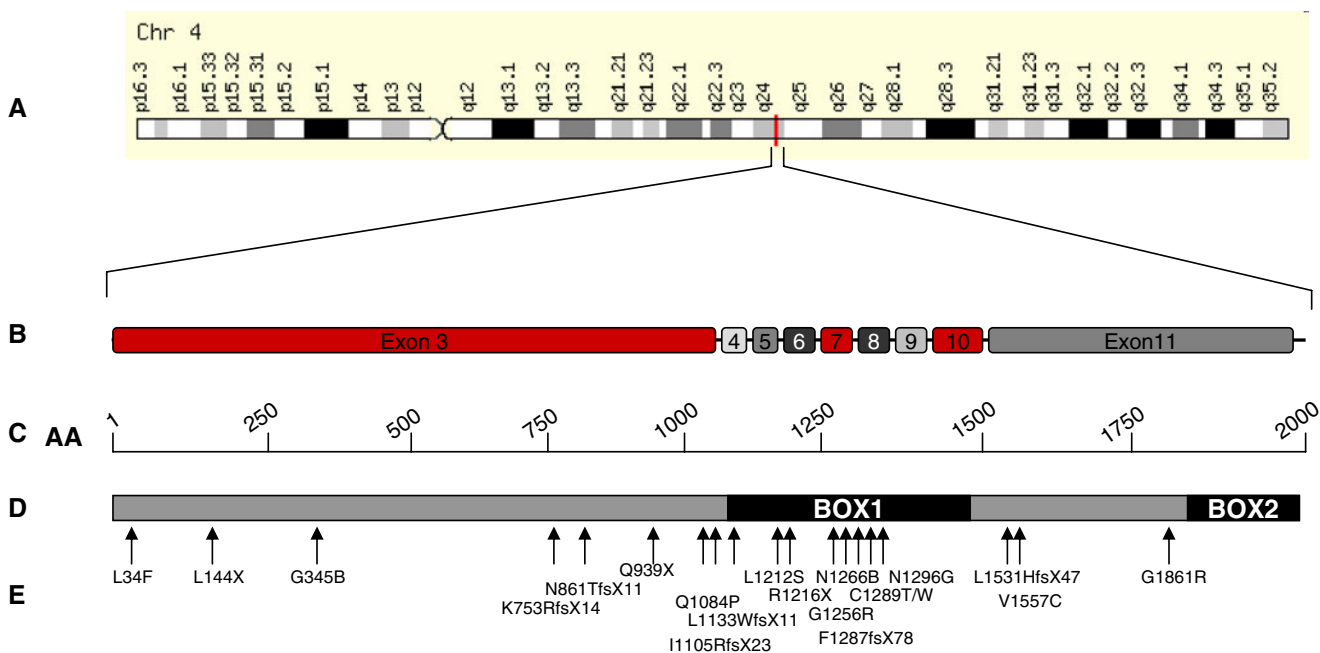 Chr 4
A
p16.3 p16.1 p15.33 p15.32 p15.31 p15.2 p15.1 p14 p13 p12 q12 q13.1 q13.2 q13.3 q21.21 q21.23 q22.1 q22.3 q23 q24 q25 q26 q27 q28.1 q28.3 q31.21 q31.23 q31.3 q32.1 q32.2 q32.3 q34.1 q34.3 q35.1 q35.2
B
Exon 3 4 5 6 7 8 9 10 Exon11
C AA
1 250 500 750 1000 1250 1500 1750 2000
D
BOX1 BOX2
E
L34F L144X G345B Q939X L1212S N1266B N1296G L1531HfsX47 G1861R
N861TfsX11 R1216X C1289T/W
K753RfsX14 Q1084P G1256R V1557C
L1133WfsX11
I1105RfsX23 F1287fsX78